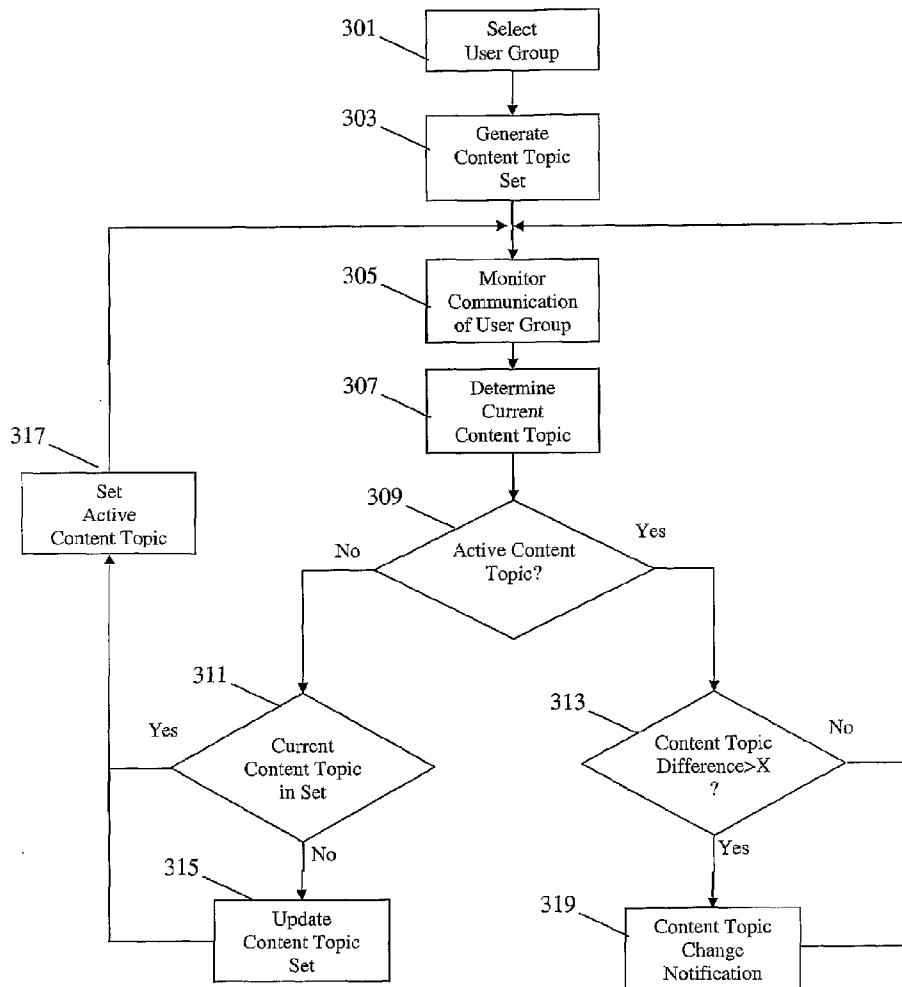 301
Select
User Group
303
Generate
Content Topic
Set
305
Monitor
Communication
of User Group
307
Determine
Current
Content Topic
317
Set
Active
Content Topic
309
No
Active Content
Topic?
Yes
311
Yes
Current
Content Topic
in Set
No
313
Content Topic
Difference>X
?
No
Yes
315
Update
Content Topic
Set
319
Content Topic
Change
Notification